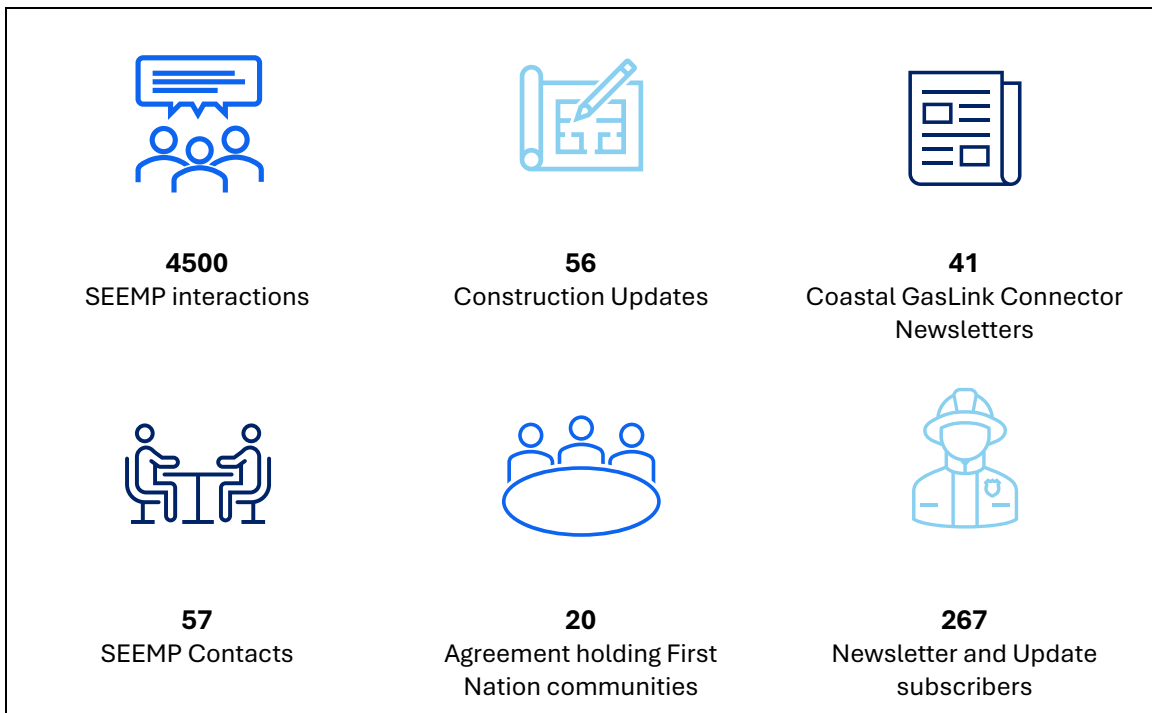 4500
SEEMP interactions
56
Construction Updates
41
Coastal GasLink Connector
Newsletters
57
SEEMP Contacts
20
Agreement holding First
Nation communities
267
Newsletter and Update
subscribers